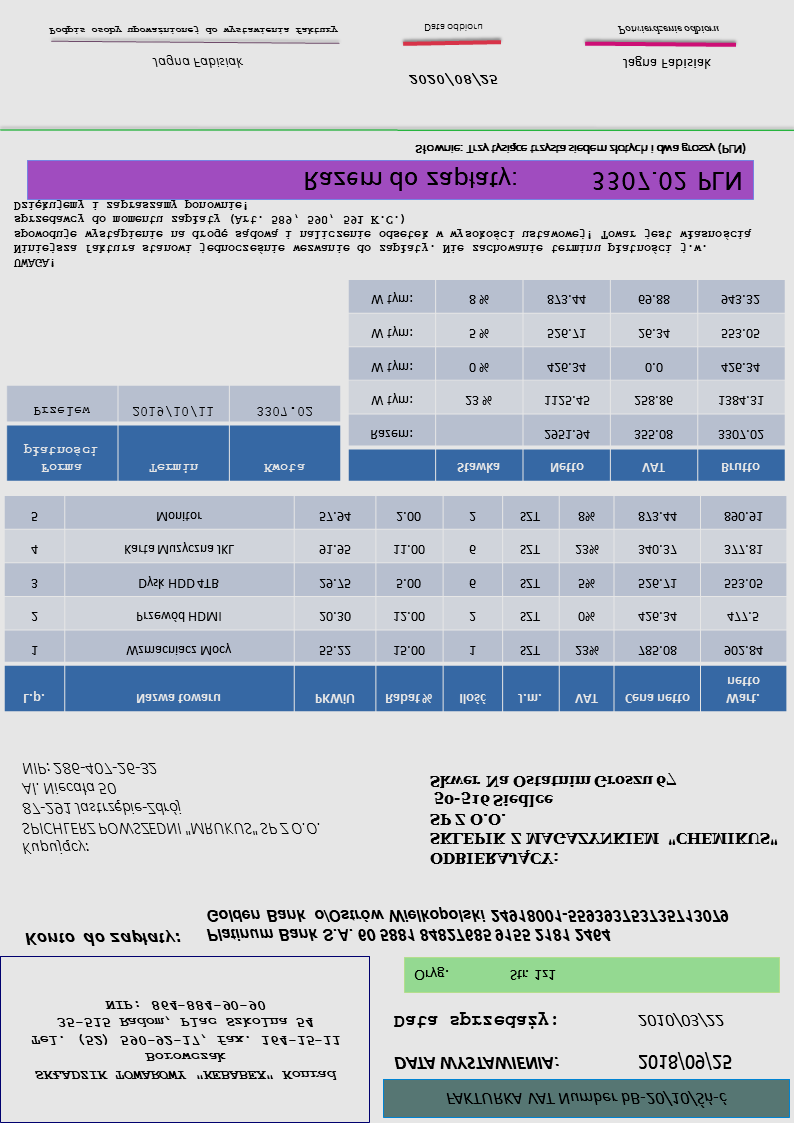 FAKTURKA VAT Number bB-20/10/Śń-ć
SKŁADZIK TOWAROWY "KEBABEX" Konrad
Borowczak
Tel. (52) 590-92-17, Fax. 164-15-11
35-515 Radom, Plac Szkolna 54
NIP: 864-884-90-90
DATA WYSTAWIENIA: 2018/09/25
Data sprzedaży: 2010/03/22
Oryg. Str. 1z1
Konto do zapłaty:
Platinum Bank S.A. 60 5881 84827685 9155 2181 2464
Golden Bank o/Ostrów Wielkopolski 24918001-559393753735713079
Kupujący:
SPICHLERZ POWSZEDNI "MRUKUS" SP Z O.O.
87-291 Jastrzębie-Zdrój
Al. Niecała 50
NIP: 286-407-26-32
ODBIERAJĄCY:
SKLEPIK Z MAGAZYNKIEM "CHEMIKUS"
SP Z O.O.
50-516 Siedlce
Skwer Na Ostatnim Groszu 67
L.p. Nazwa towaru PKWiU Rabat % Ilość J.m. VAT Cena netto Wart. netto
1 Wzmacniacz Mocy 55.22 15.00 1 SZT 23% 785.08 902.84
2 Przewód HDMI 20.30 12.00 2 SZT 0% 426.34 477.5
3 Dysk HDD 4TB 29.75 5.00 6 SZT 5% 526.71 553.05
4 Karta Muzyczna JKL 91.95 11.00 6 SZT 23% 340.37 377.81
5 Monitor 57.94 2.00 2 SZT 8% 873.44 890.91
Forma płatności Termin Kwota
Przelew 2019/10/11 3307.02
Stawka Netto VAT Brutto
Razem: 2951.94 355.08 3307.02
W tym: 23 % 1125.45 258.86 1384.31
W tym: 0 % 426.34 0.0 426.34
W tym: 5 % 526.71 26.34 553.05
W tym: 8 % 873.44 69.88 943.32
UWAGA!
Niniejsza faktura stanowi jednocześnie wezwanie do zapłaty. Nie zachowanie terminu płatności j.w.
spowoduje wystąpienie na drogę sądową i naliczenie odsetek w wysokości ustawowej! Towar jest własnością
sprzedawcy do momentu zapłaty (Art. 589, 590, 591 K.C.)
Dziękujemy i zapraszamy ponownie!
Razem do zapłaty: 3307.02 PLN
Słownie: Trzy tysiące trzysta siedem złotych i dwa groszy (PLN)
Jagna Fabisiak
Podpis osoby upoważnionej do wystawienia faktury
2020/08/25
Data odbioru
Jagna Fabisiak
Potwierdzenie odbioru